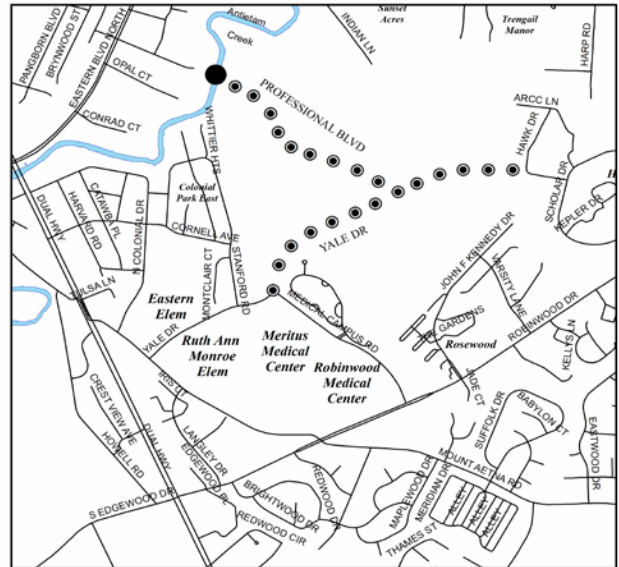 PANGBORN BLVD
BRYNWOOD ST
EASTERN BLVD NORTH
OPAL CT
CONRAD CT
Antietam
Creek
INDIAN LN
Sunset
Acres
Trengail
Manor
HARP RD
PROFESSIONAL BLVD
ARCC LN
HAWK DR
SCHOLAR DR
KEPLER DR
WHITTIER HTS
Colonial
Park East
DUAL HWY
HARVARD RD
CATAWBA PL
N COLONIAL DR
CORNELL AVE
MONTCLAIR CT
STANFORD RD
YALE DR
TULSA LN
Eastern
Elem
YALE DR
Ruth Ann
Monroe
Elem
Meritus
Medical
Center
MEDICAL CAMPUS RD
Robinwood
Medical
Center
JOHN F KENNEDY DR
VARSITY LANE
ROBINWOOD DR
GARDENS
Rosewood
KELLYS LN
JADE CT
IRIS CT
CREST VIEW AVE
HOWELL RD
DUAL HWY
LANGLEY DR
EDGEWOOD PL
S EDGEWOOD DR
BRIGHTWOOD DR
REDWOOD CIR
REDWOOD DR
MAPLEWOOD DR
MERIDIAN DR
THAMES ST
ALLEY
ALLEY
ALLEY
MOUNT AETNA RD
SUFFOLK DR
BABYLON CT
EASTWOOD DR